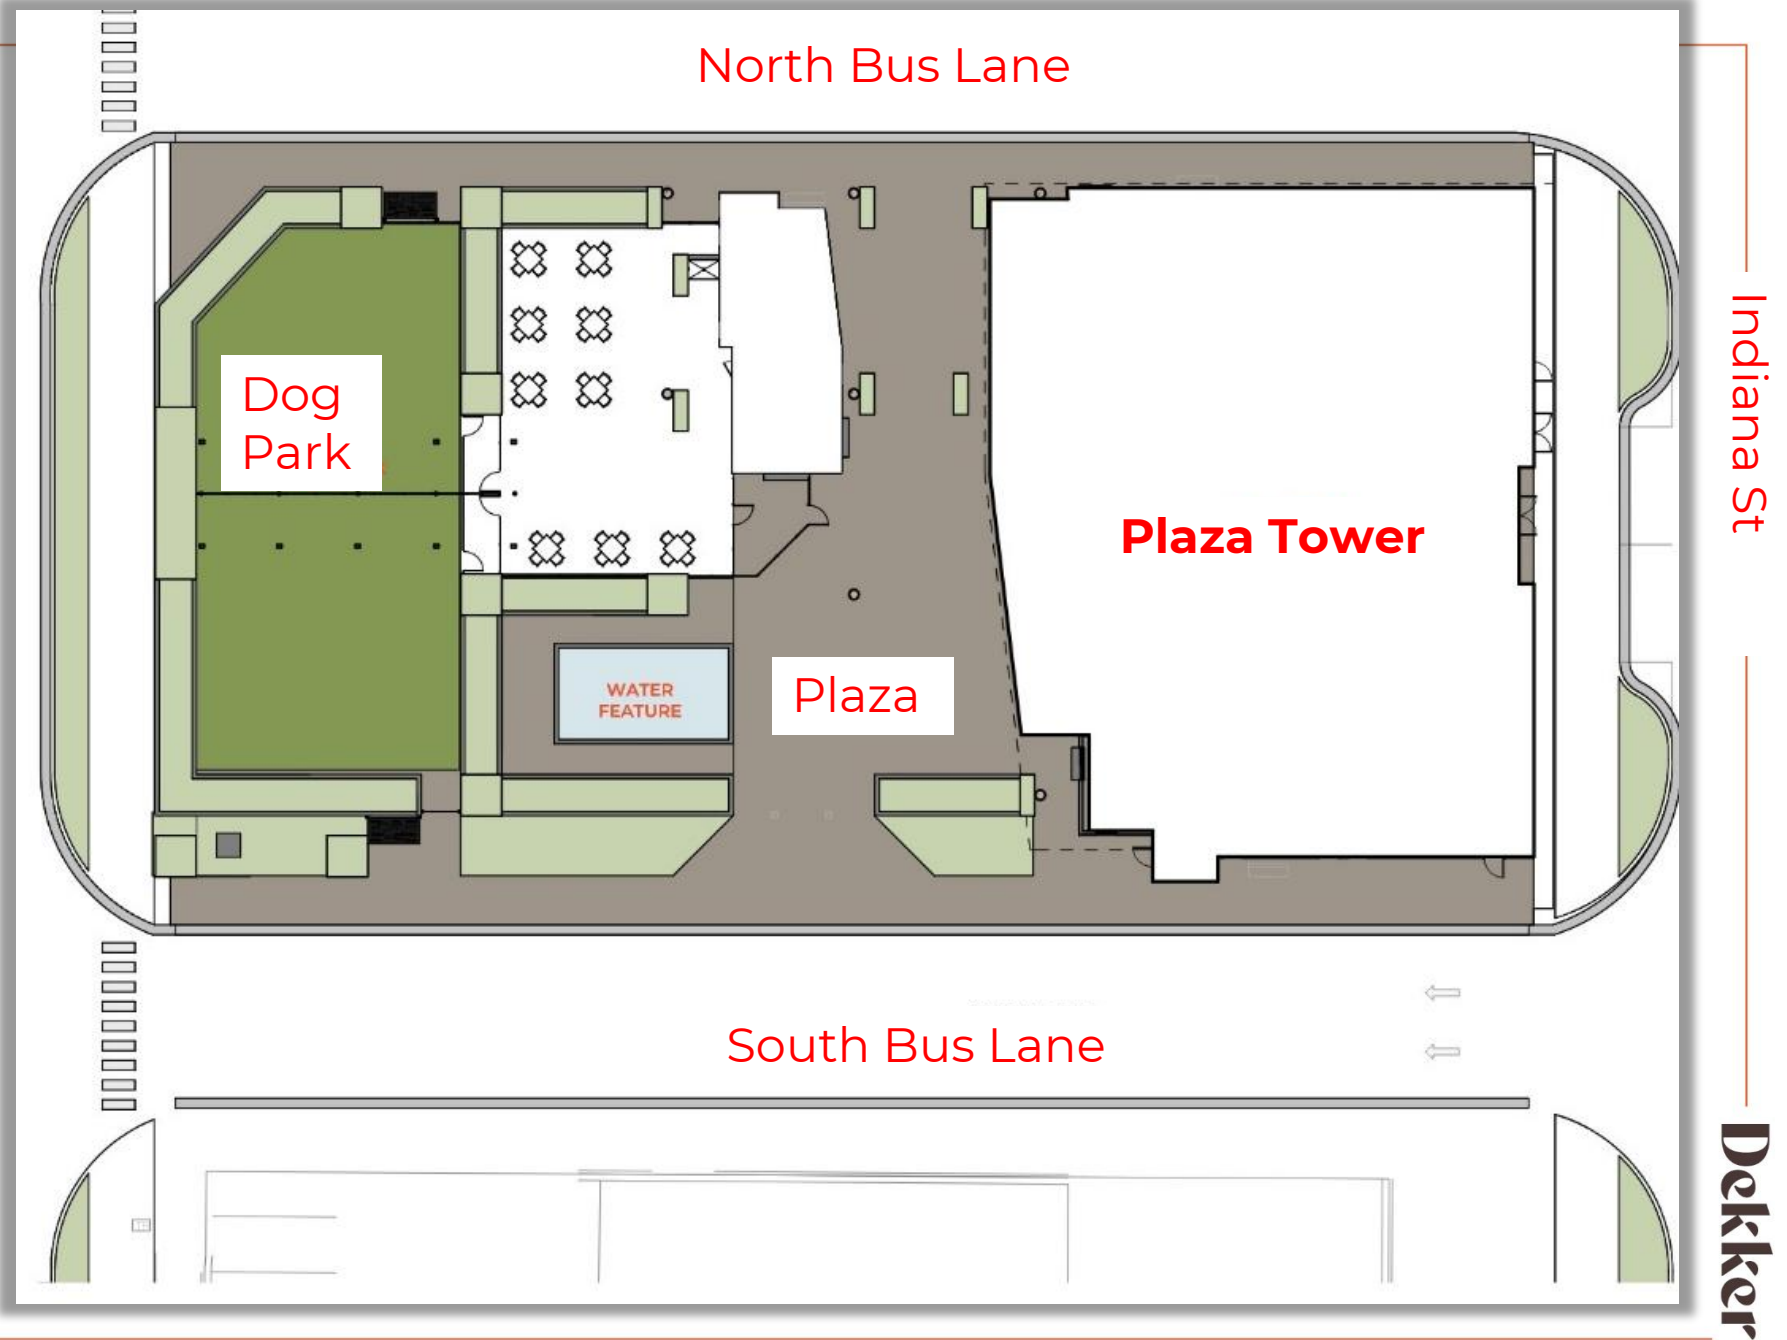 North Bus Lane
Indiana St
Dog
Park
Plaza Tower
WATER
FEATURE
Plaza
South Bus Lane
Dekker